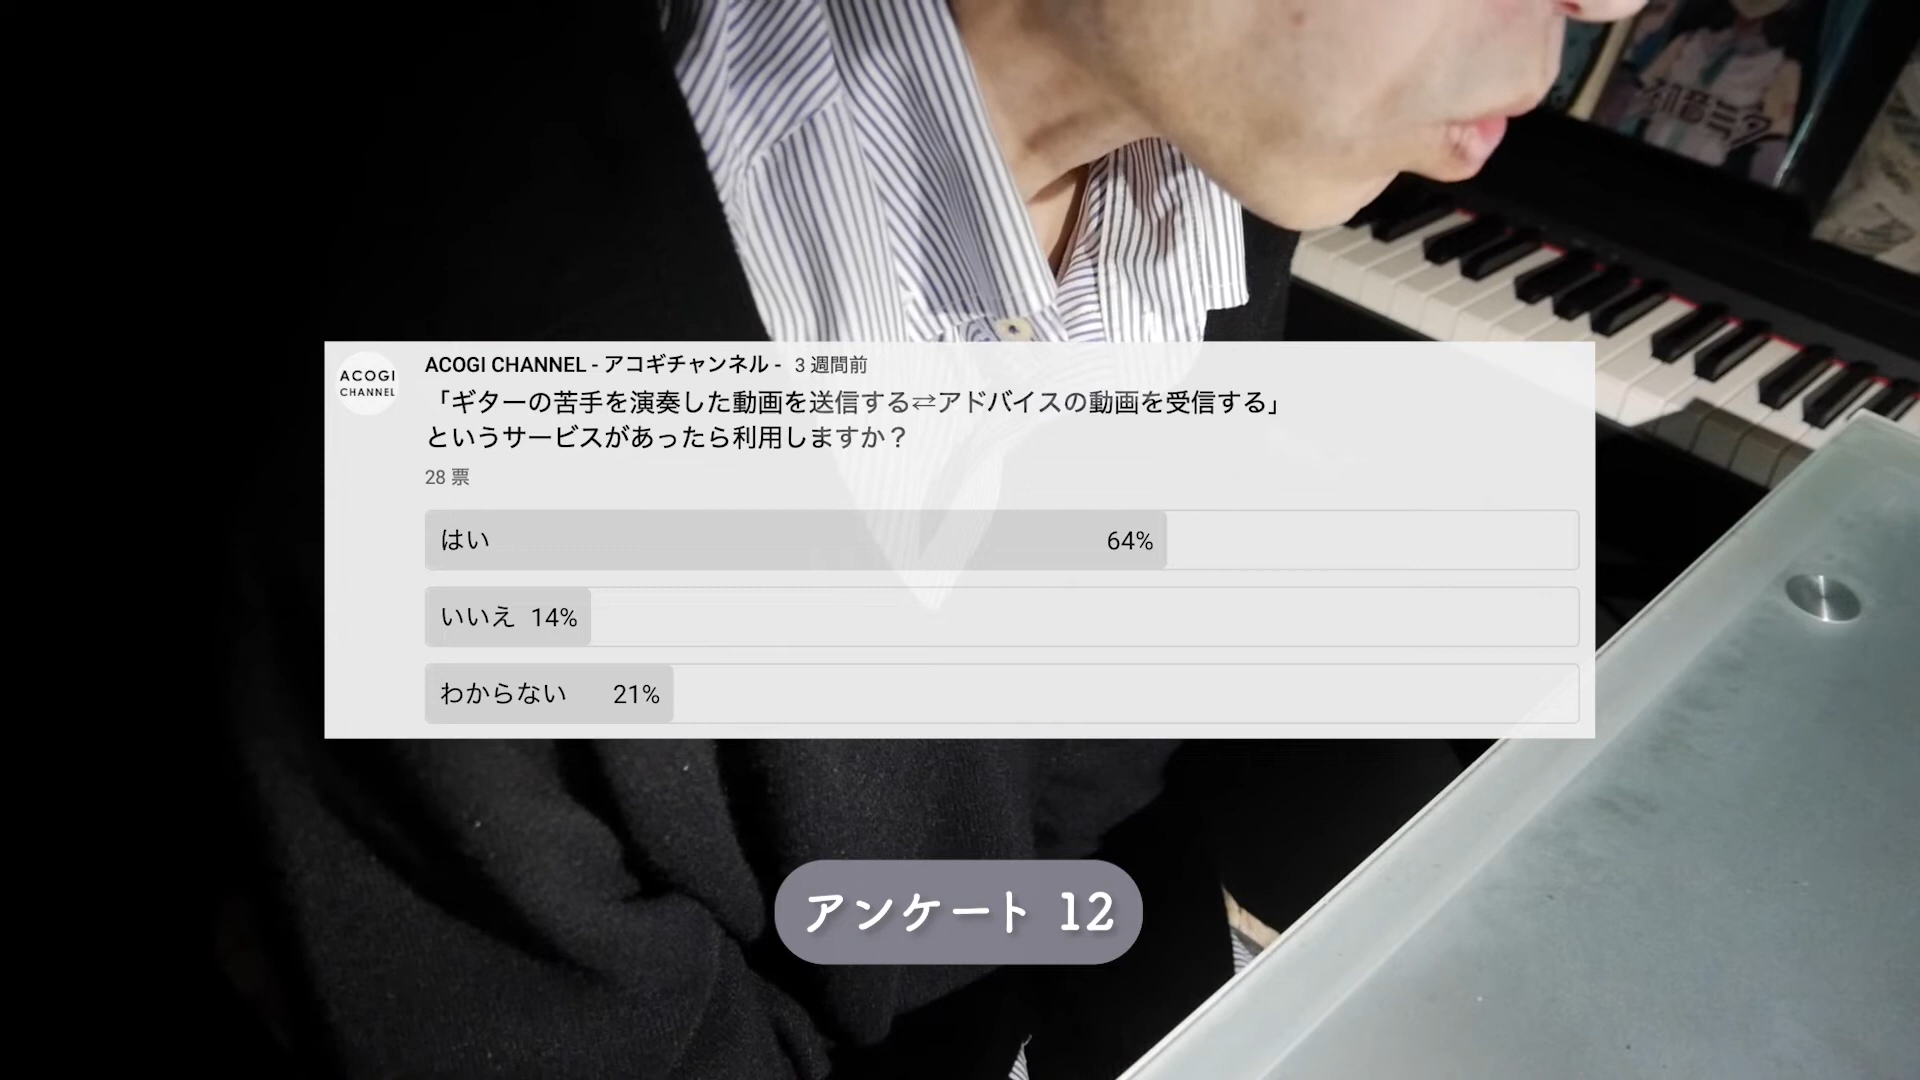 初音ミク
ACOGI
CHANNEL
ACOGI CHANNEL - アコギチャンネル - 3 週間前
「ギターの苦手を演奏した動画を送信する⇄アドバイスの動画を受信する」
というサービスがあったら利用しますか？
28 票
はい 64%
いいえ 14%
わからない 21%
アンケート 12